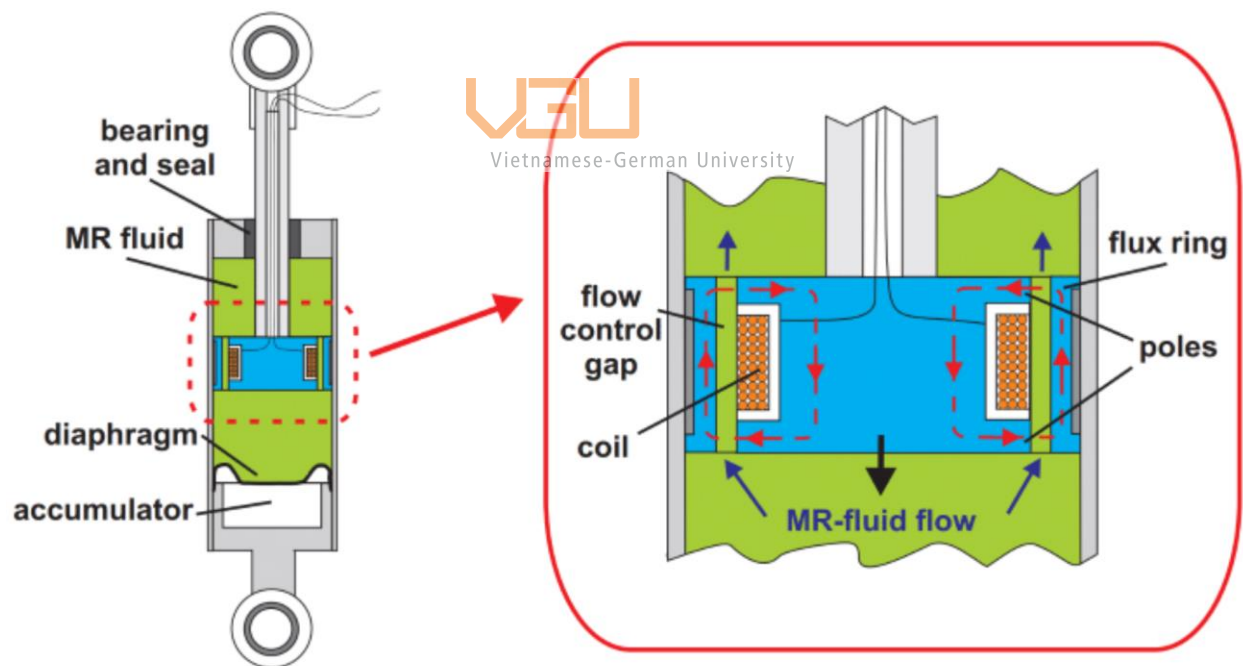 VGU
Vietnamese-German University
bearing
and seal
MR fluid
diaphragm
accumulator
flow
control
gap
coil
flux ring
poles
MR-fluid flow